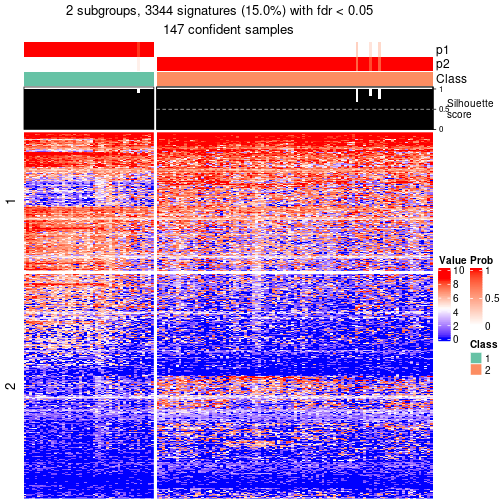 2 subgroups, 3344 signatures (15.0%) with fdr < 0.05
147 confident samples
p1
p2
Class
1
0.5
0
Silhouette
score
1
2
Value
10
8
6
4
2
0
Prob
1
0.5
0
Class
1
2